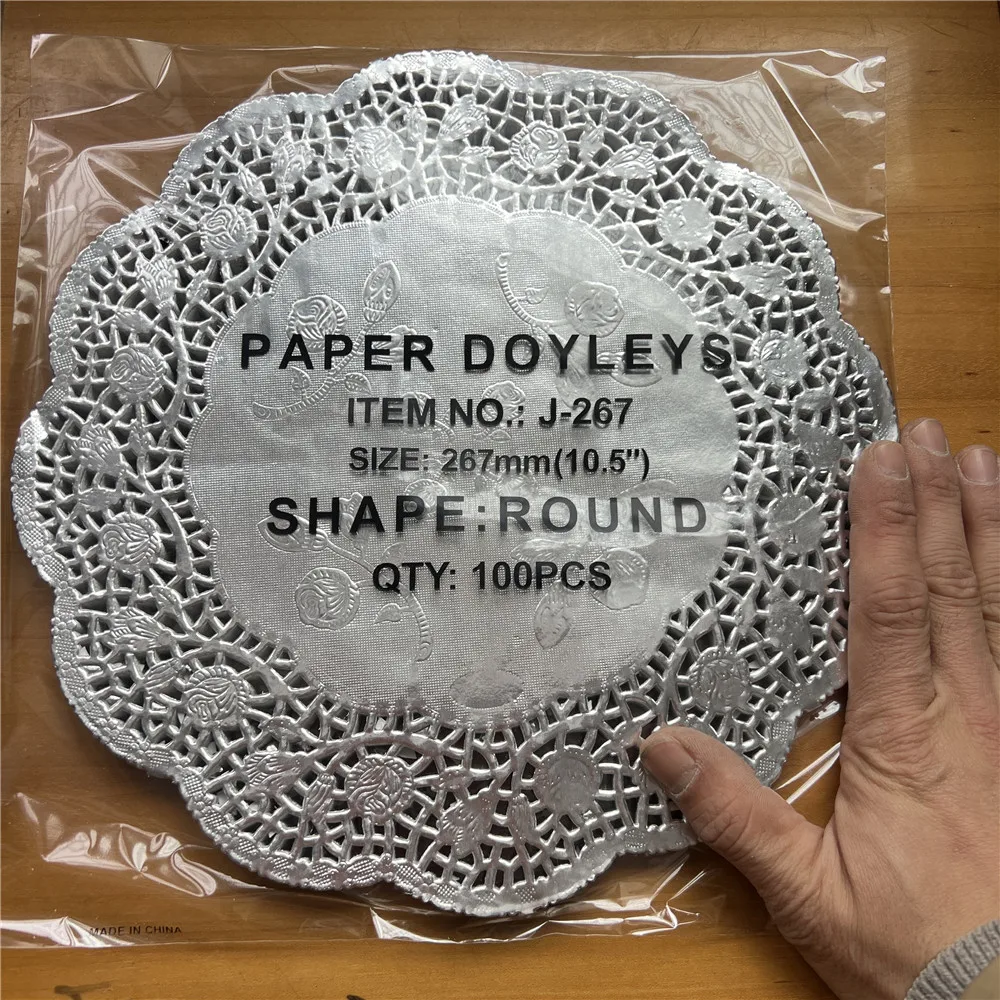 PAPER DOYLEYS
ITEM NO.: J-267
SIZE: 267mm(10.5")
SHAPE:ROUND
QTY: 100PCS
MADE IN CHINA